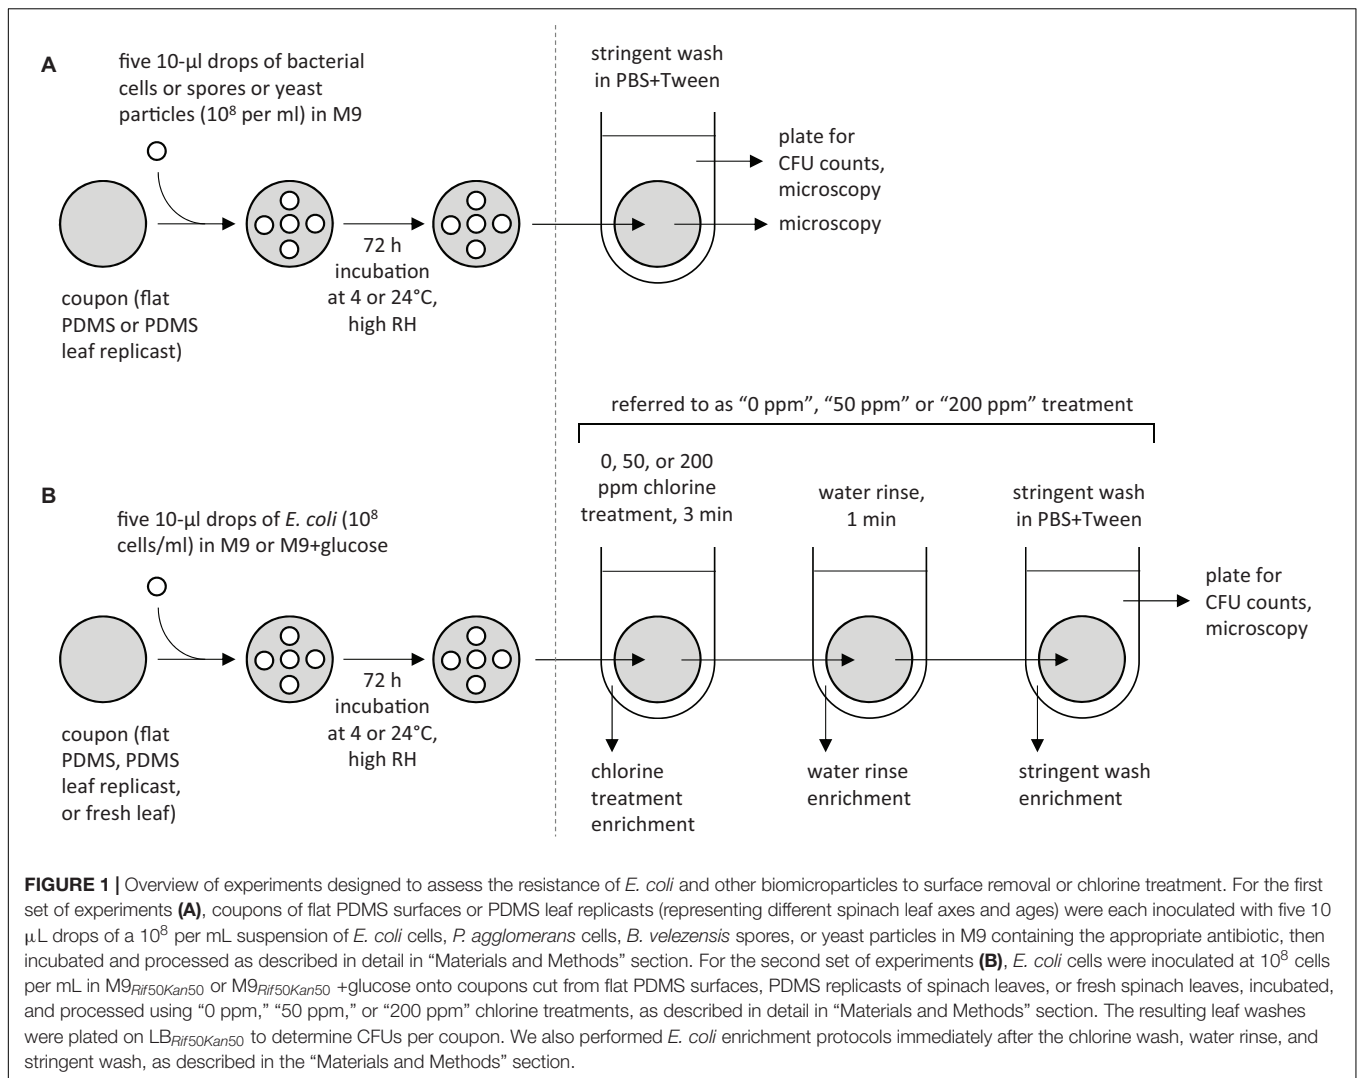 A
five 10-µl drops of bacterial
cells or spores or yeast
particles (10⁸ per ml) in M9
stringent wash
in PBS+Tween
plate for
CFU counts,
microscopy
microscopy
72 h
incubation
at 4 or 24°C,
high RH
coupon (flat
PDMS or PDMS
leaf replicast)
referred to as “0 ppm”, “50 ppm” or “200 ppm” treatment
B
five 10-µl drops of E. coli (10⁸
cells/ml) in M9 or M9+glucose
0, 50, or 200
ppm chlorine
treatment, 3 min
water rinse,
1 min
stringent wash
in PBS+Tween
plate for
CFU counts,
microscopy
72 h
incubation
at 4 or 24°C,
high RH
coupon (flat
PDMS, PDMS
leaf replicast,
or fresh leaf)
chlorine
treatment
enrichment
water rinse
enrichment
stringent wash
enrichment
FIGURE 1 | Overview of experiments designed to assess the resistance of E. coli and other biomicroparticles to surface removal or chlorine treatment. For the first
set of experiments (A), coupons of flat PDMS surfaces or PDMS leaf replicasts (representing different spinach leaf axes and ages) were each inoculated with five 10
μL drops of a 10⁸ per mL suspension of E. coli cells, P. agglomerans cells, B. velezensis spores, or yeast particles in M9 containing the appropriate antibiotic, then
incubated and processed as described in detail in “Materials and Methods” section. For the second set of experiments (B), E. coli cells were inoculated at 10⁸ cells
per mL in M9Rif50Kan50 or M9Rif50Kan50 +glucose onto coupons cut from flat PDMS surfaces, PDMS replicasts of spinach leaves, or fresh spinach leaves, incubated,
and processed using “0 ppm,” “50 ppm,” or “200 ppm” chlorine treatments, as described in detail in “Materials and Methods” section. The resulting leaf washes
were plated on LBRif50Kan50 to determine CFUs per coupon. We also performed E. coli enrichment protocols immediately after the chlorine wash, water rinse, and
stringent wash, as described in the “Materials and Methods” section.